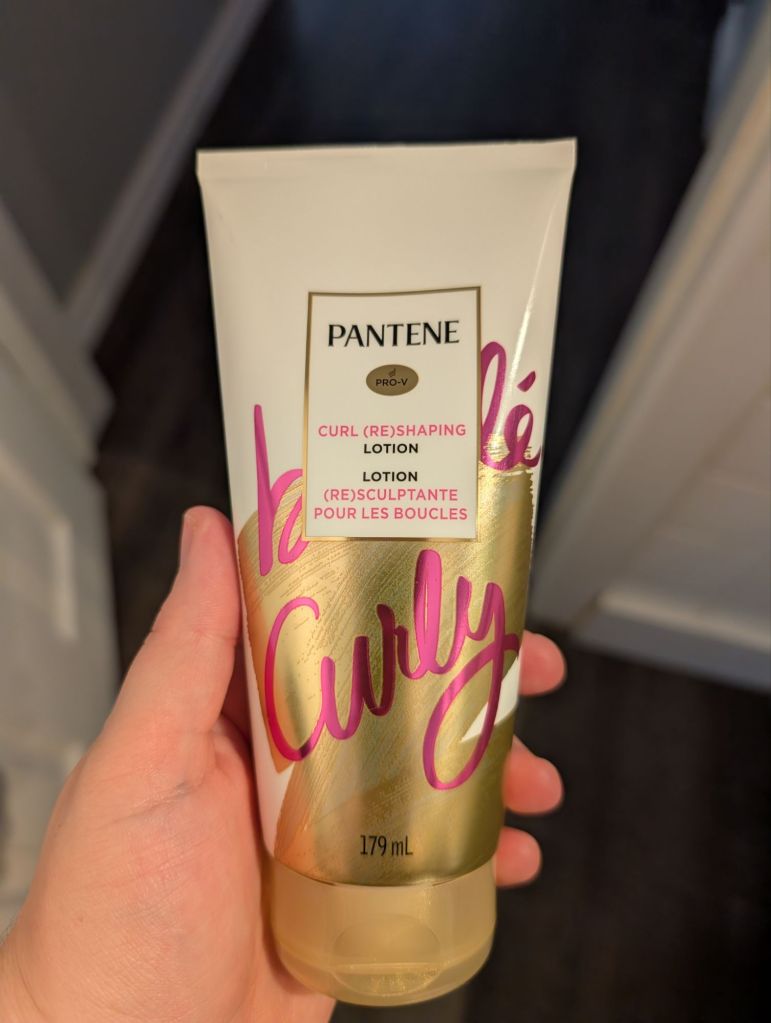 PANTENE
PRO-V
CURL (RE)SHAPING
LOTION
LOTION
(RE)SCULPTANTE
POUR LES BOUCLES
Curly
179 mL